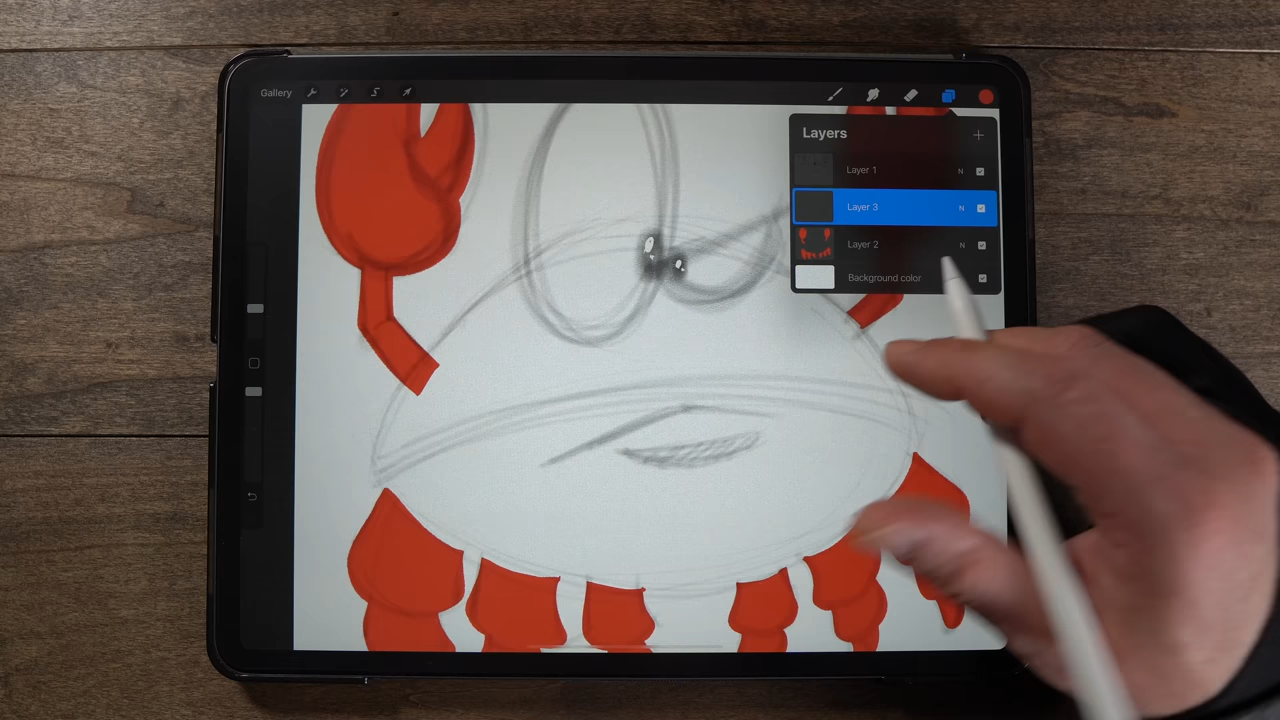 Gallery
Layers
Layer 1 N
Layer 3 N
Layer 2 N
Background color